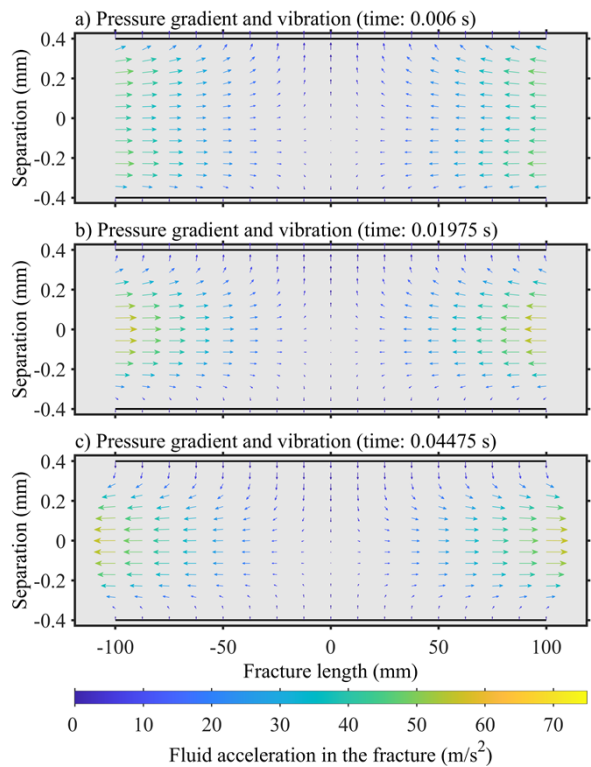 a) Pressure gradient and vibration (time: 0.006 s)
0.4
0.2
0
-0.2
-0.4
Separation (mm)
b) Pressure gradient and vibration (time: 0.01975 s)
0.4
0.2
0
-0.2
-0.4
Separation (mm)
c) Pressure gradient and vibration (time: 0.04475 s)
0.4
0.2
0
-0.2
-0.4
Separation (mm)
-100 -50 0 50 100
Fracture length (mm)
0 10 20 30 40 50 60 70
Fluid acceleration in the fracture (m/s²)